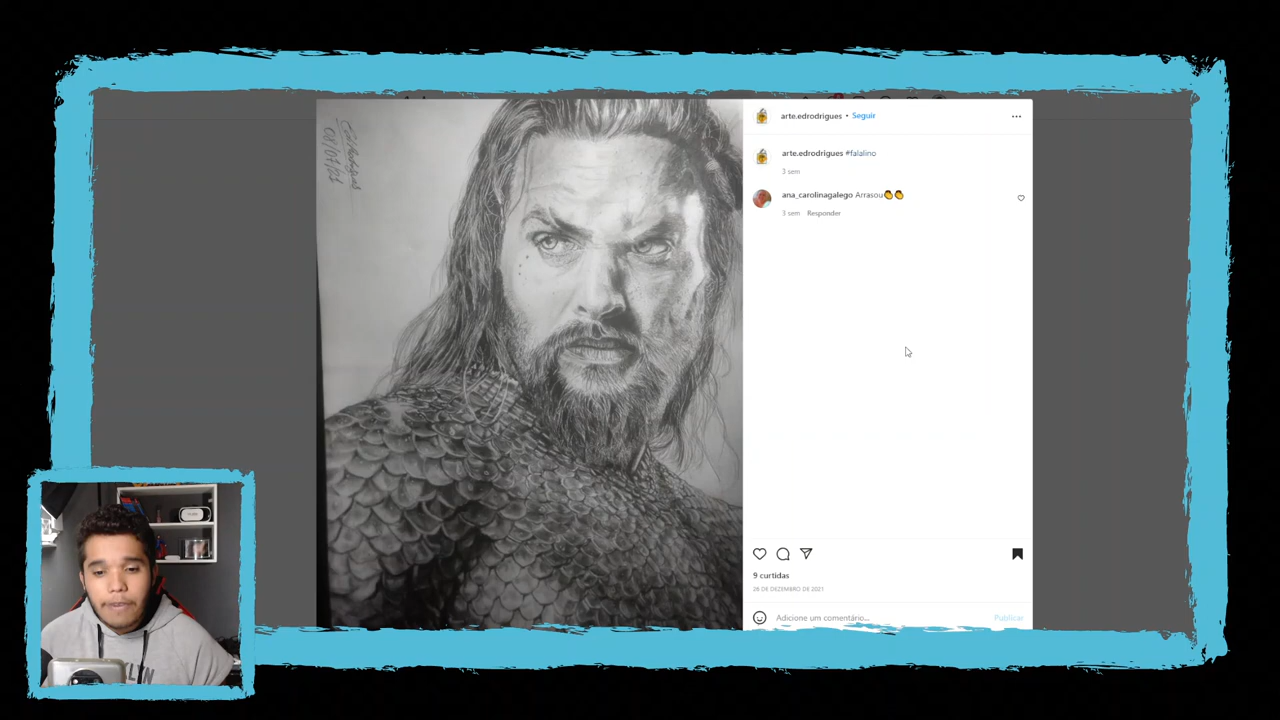 arte.edrodrigues • Seguir
arte.edrodrigues #falalino
3 sem
ana_carolinagalego Arrasou👏👏
3 sem Responder
9 curtidas
28 DE DEZEMBRO DE 2021
Adicione um comentário... Publicar